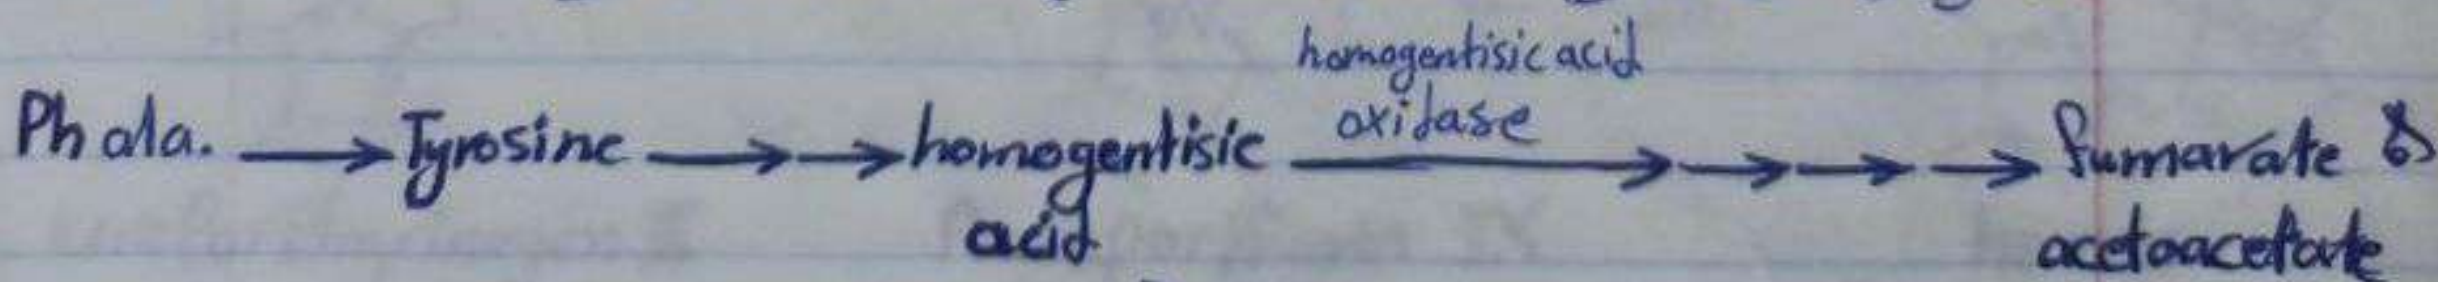 homogentisic acid
oxidase
Ph ala. → Tyrosine →→ homogentisic → → → → fumarate &
acid
acetoacetate